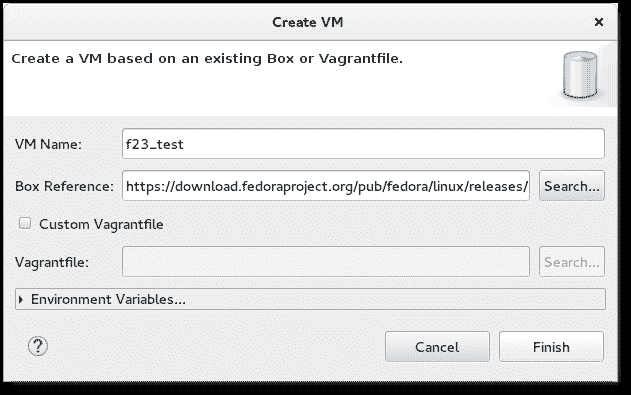 Create VM ×
Create a VM based on an existing Box or Vagrantfile.
VM Name: f23_test
Box Reference: https://download.fedoraproject.org/pub/fedora/linux/releases/ Search...
Custom Vagrantfile
Vagrantfile: Search...
Environment Variables...
? Cancel Finish